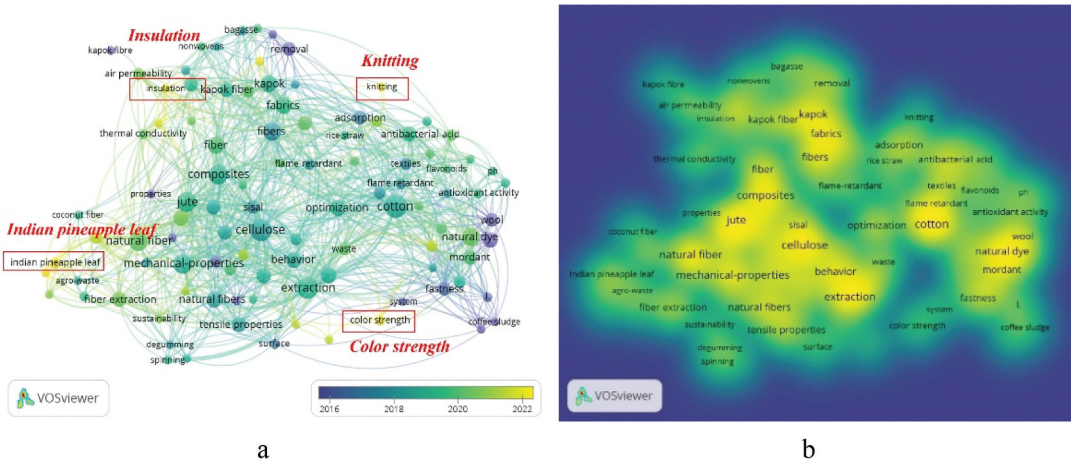 bagasse
Insulation
nonwovens
removal
kapok fibre
Knitting
air permeability
insulation
kapok fiber
kapok
knitting
fabrics
adsorption
thermal conductivity
fibers
rice straw
antibacterial acid
fiber
flame retardant
textiles
flavonoids
ph
composites
flame retardant
antioxidant activity
properties
jute
sisal
optimization
cotton
coconut fiber
wool
Indian pineapple leaf
cellulose
natural fiber
natural dye
waste
indian pineapple leaf
mechanical-properties
behavior
mordant
agro-waste
extraction
fastness
fiber extraction
natural fibers
system
l.
sustainability
tensile properties
color strength
coffee sludge
degumming
surface
Color strength
spinning
VOSviewer
2016 2018 2020 2022
a
bagasse
kapok fibre
nonwovens
removal
air permeability
insulation
kapok fiber
kapok
knitting
fabrics
adsorption
thermal conductivity
fibers
rice straw
antibacterial acid
fiber
flame-retardant
textiles
flavonoids
ph
composites
flame retardant
antioxidant activity
properties
jute
sisal
optimization
cotton
coconut fiber
wool
natural fiber
cellulose
natural dye
waste
indian pineapple leaf
mechanical-properties
behavior
mordant
agro-waste
extraction
fastness
fiber extraction
natural fibers
system
l.
sustainability
tensile properties
color strength
coffee sludge
degumming
surface
spinning
VOSviewer
b